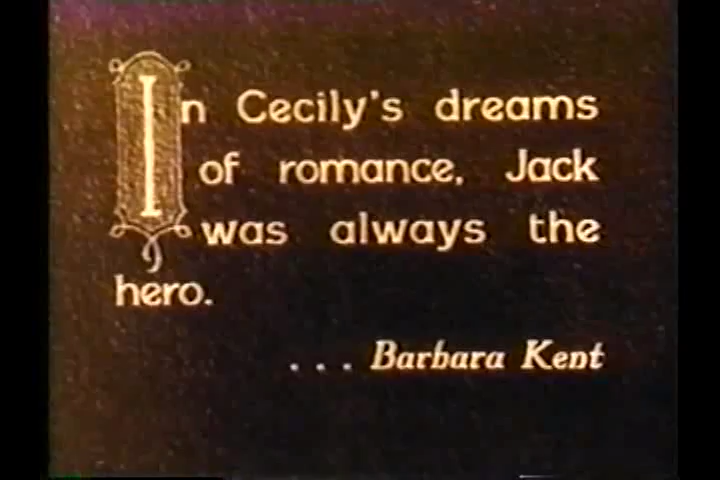 In Cecily's dreams
of romance, Jack
was always the
hero.
. . . Barbara Kent